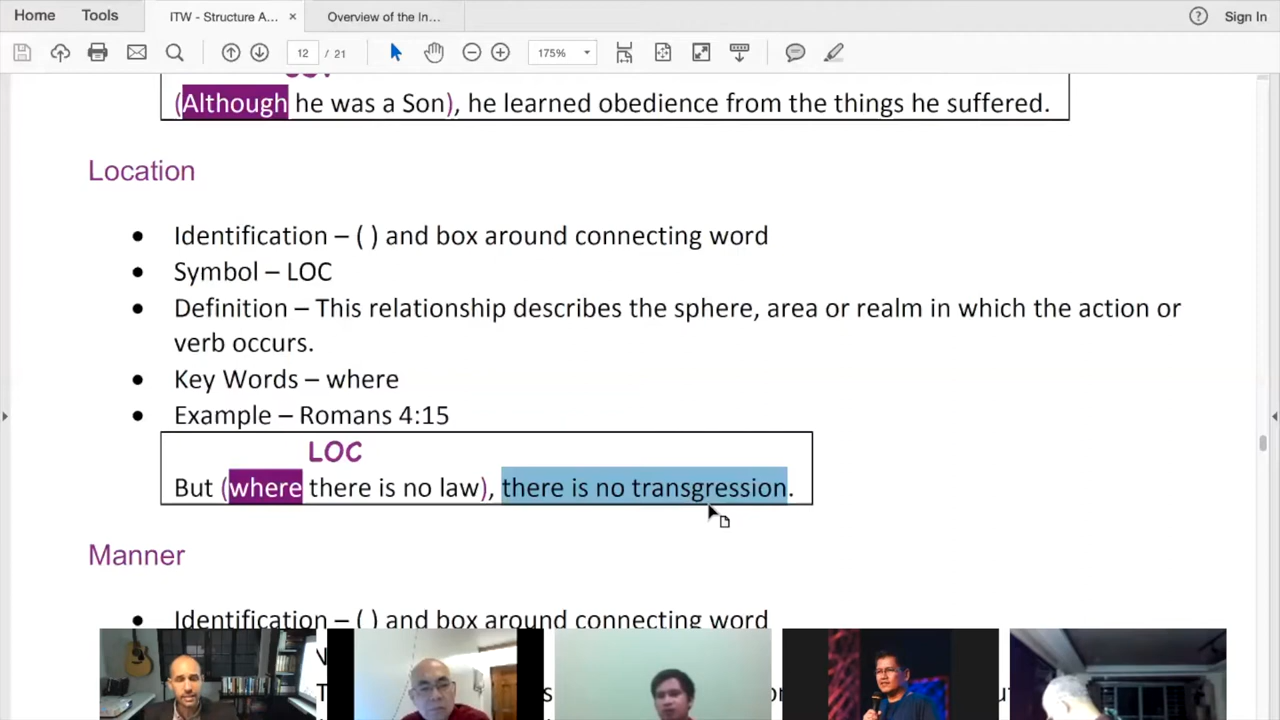 Home Tools ITW - Structure A... × Overview of the In... ? Sign In
12 / 21 175%
(Although he was a Son), he learned obedience from the things he suffered.
Location
• Identification – ( ) and box around connecting word
• Symbol – LOC
• Definition – This relationship describes the sphere, area or realm in which the action or
verb occurs.
• Key Words – where
• Example – Romans 4:15
LOC
But (where there is no law), there is no transgression.
Manner
• Identification – ( ) and box around connecting word